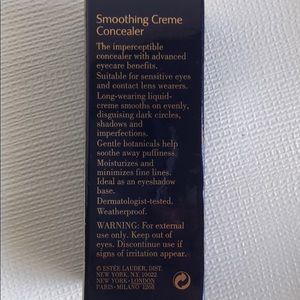 Smoothing Creme
Concealer
The imperceptible
concealer with advanced
eyecare benefits.
Suitable for sensitive eyes
and contact lens wearers.
Long-wearing liquid-
creme smooths on evenly,
disguising dark circles,
shadows and
imperfections.
Gentle botanicals help
soothe away puffiness.
Moisturizes and
minimizes fine lines.
Ideal as an eyeshadow
base.
Dermatologist-tested.
Weatherproof.
WARNING: For external
use only. Keep out of
eyes. Discontinue use if
signs of irritation appear.
© ESTÉE LAUDER, DIST.
NEW YORK, N.Y. 10022
NEW YORK·LONDON
PARIS·MILANO 1268